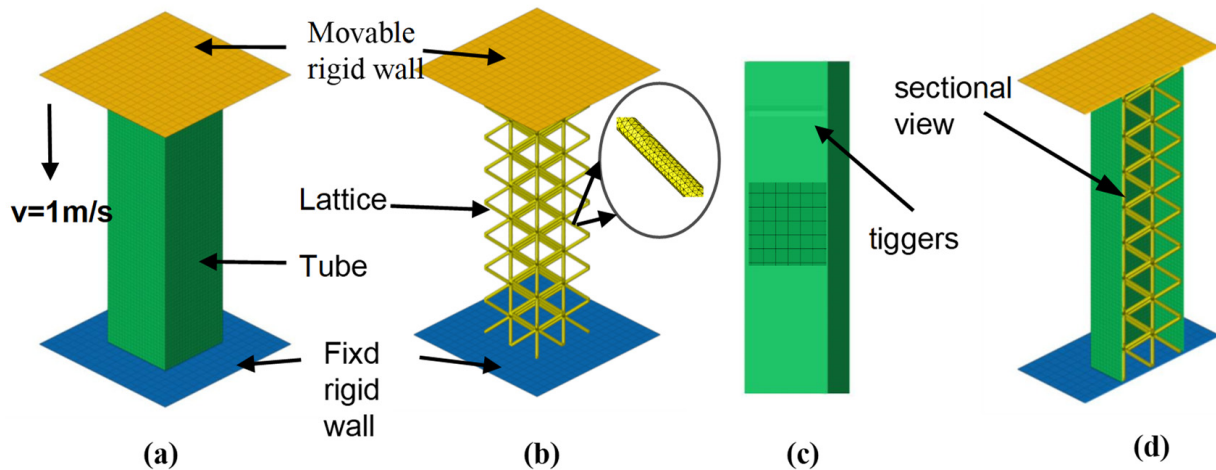 Movable
rigid wall
v=1m/s
Lattice
Tube
Fixd
rigid
wall
tiggers
sectional
view
(a)
(b)
(c)
(d)